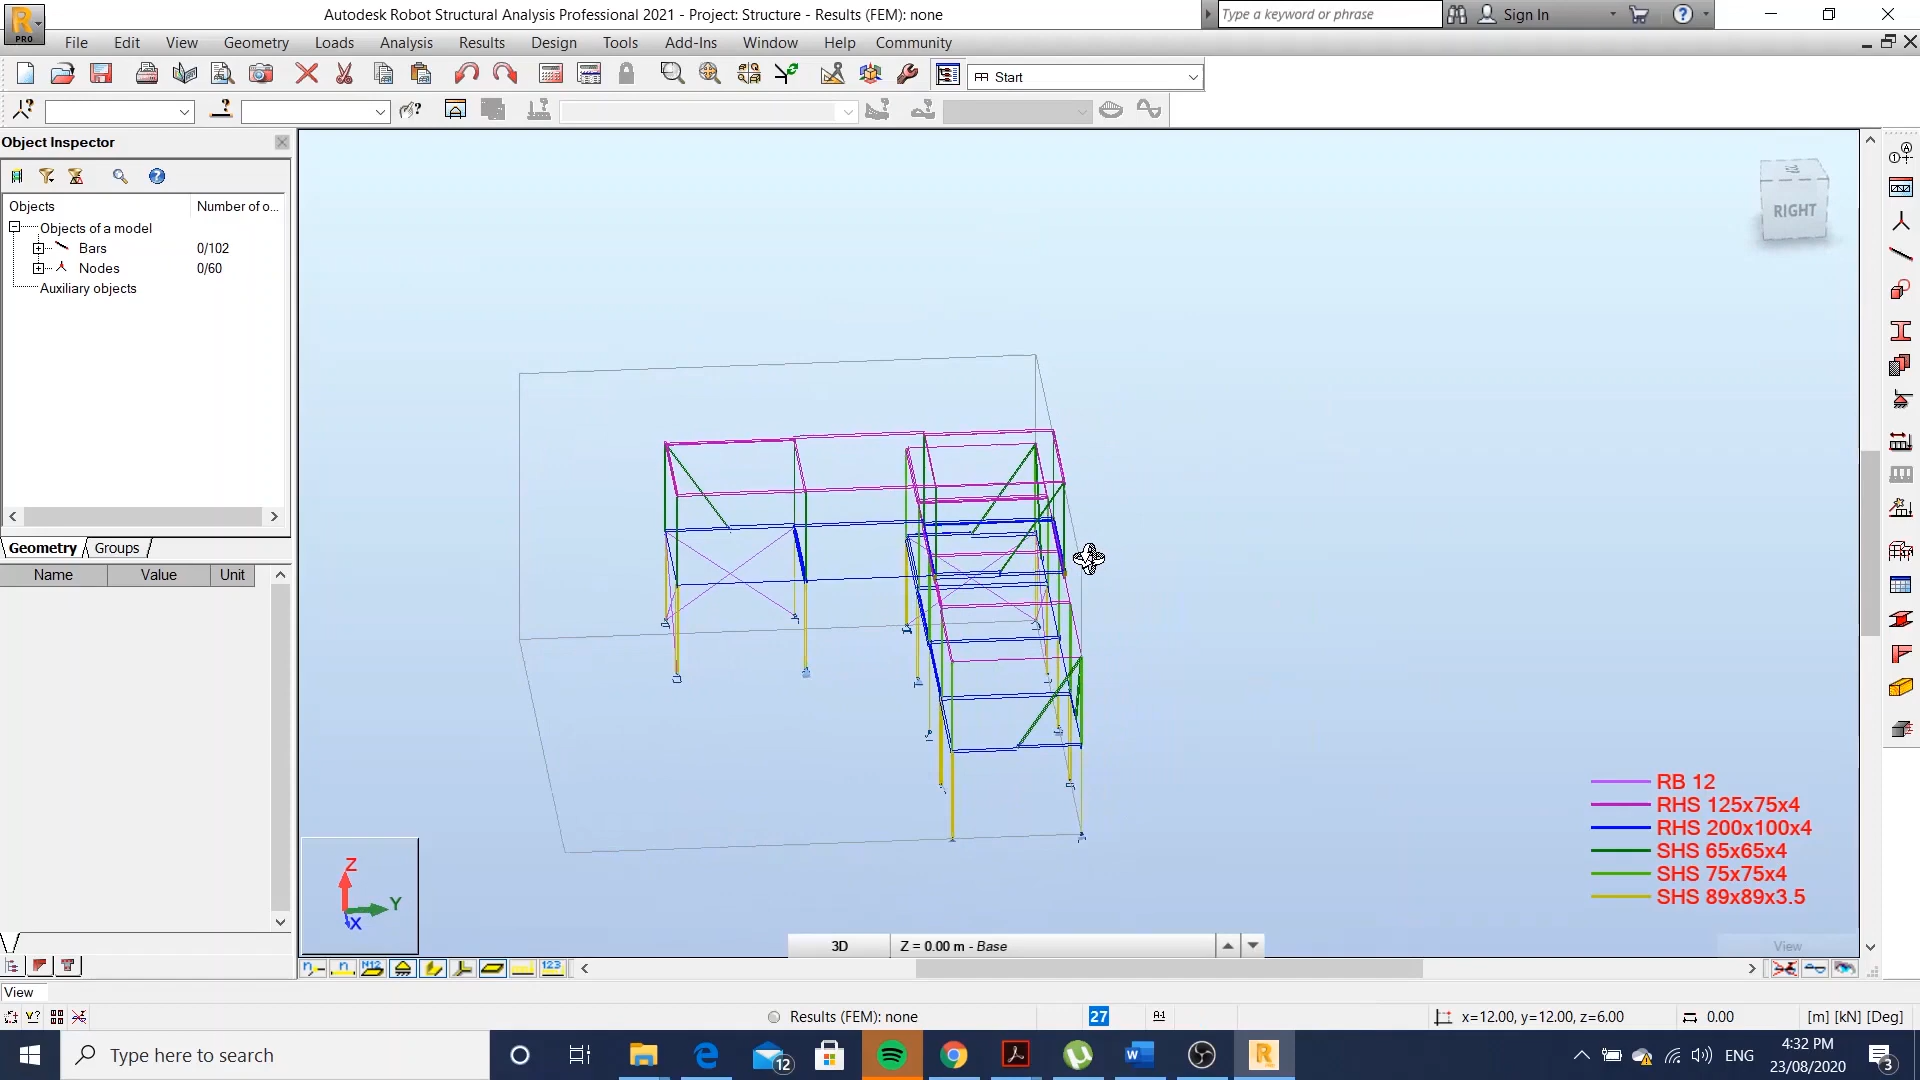 R
PRO
Autodesk Robot Structural Analysis Professional 2021 - Project: Structure - Results (FEM): none
Type a keyword or phrase
Sign In
File Edit View Geometry Loads Analysis Results Design Tools Add-Ins Window Help Community
Start
Object Inspector
Objects Number of o...
Objects of a model
Bars 0/102
Nodes 0/60
Auxiliary objects
Geometry Groups
Name Value Unit
RIGHT
RB 12
RHS 125x75x4
RHS 200x100x4
SHS 65x65x4
SHS 75x75x4
SHS 89x89x3.5
Z
Y
X
3D Z = 0.00 m - Base
View
123
View
Results (FEM): none 27 x=12.00, y=12.00, z=6.00 0.00 [m] [kN] [Deg]
Type here to search
12
ENG
4:32 PM
23/08/2020
3